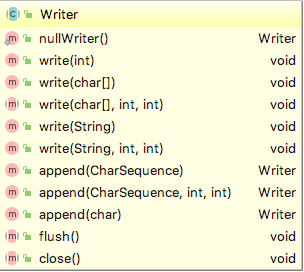 C Writer
m nullWriter() Writer
m write(int) void
m write(char[]) void
m write(char[], int, int) void
m write(String) void
m write(String, int, int) void
m append(CharSequence) Writer
m append(CharSequence, int, int) Writer
m append(char) Writer
m flush() void
m close() void